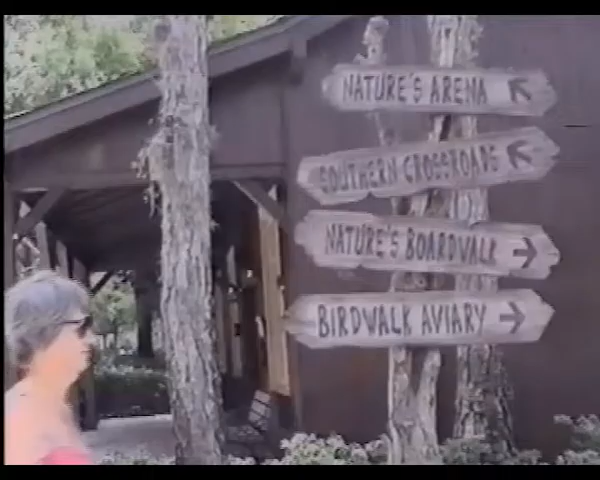 NATURE'S ARENA ↖
SOUTHERN CROSSROADS ↖
NATURE'S BOARDWALK →
BIRDWALK AVIARY →